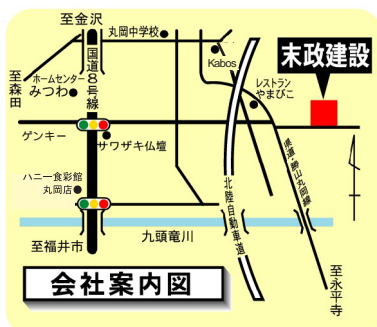 至金沢
丸岡中学校
Kabos
末政建設
国道8号線
至森田
ホームセンター
みつわ
レストラン
やまびこ
ゲンキー
サワザキ仏壇
県道 勝山丸岡線
ハニー食彩館
丸岡店
北陸自動車道
至福井市
九頭竜川
至永平寺
会社案内図